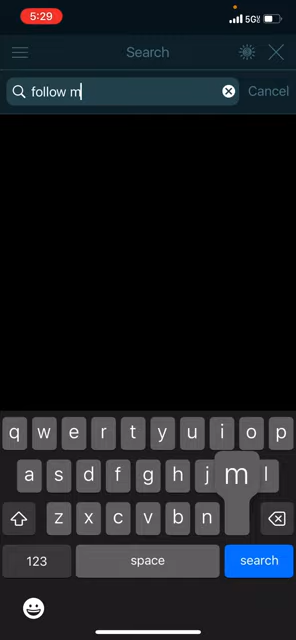 5:29
5G
Search
follow m
Cancel
q w e r t y u i o p
a s d f g h j m l
z x c v b n
123 space search